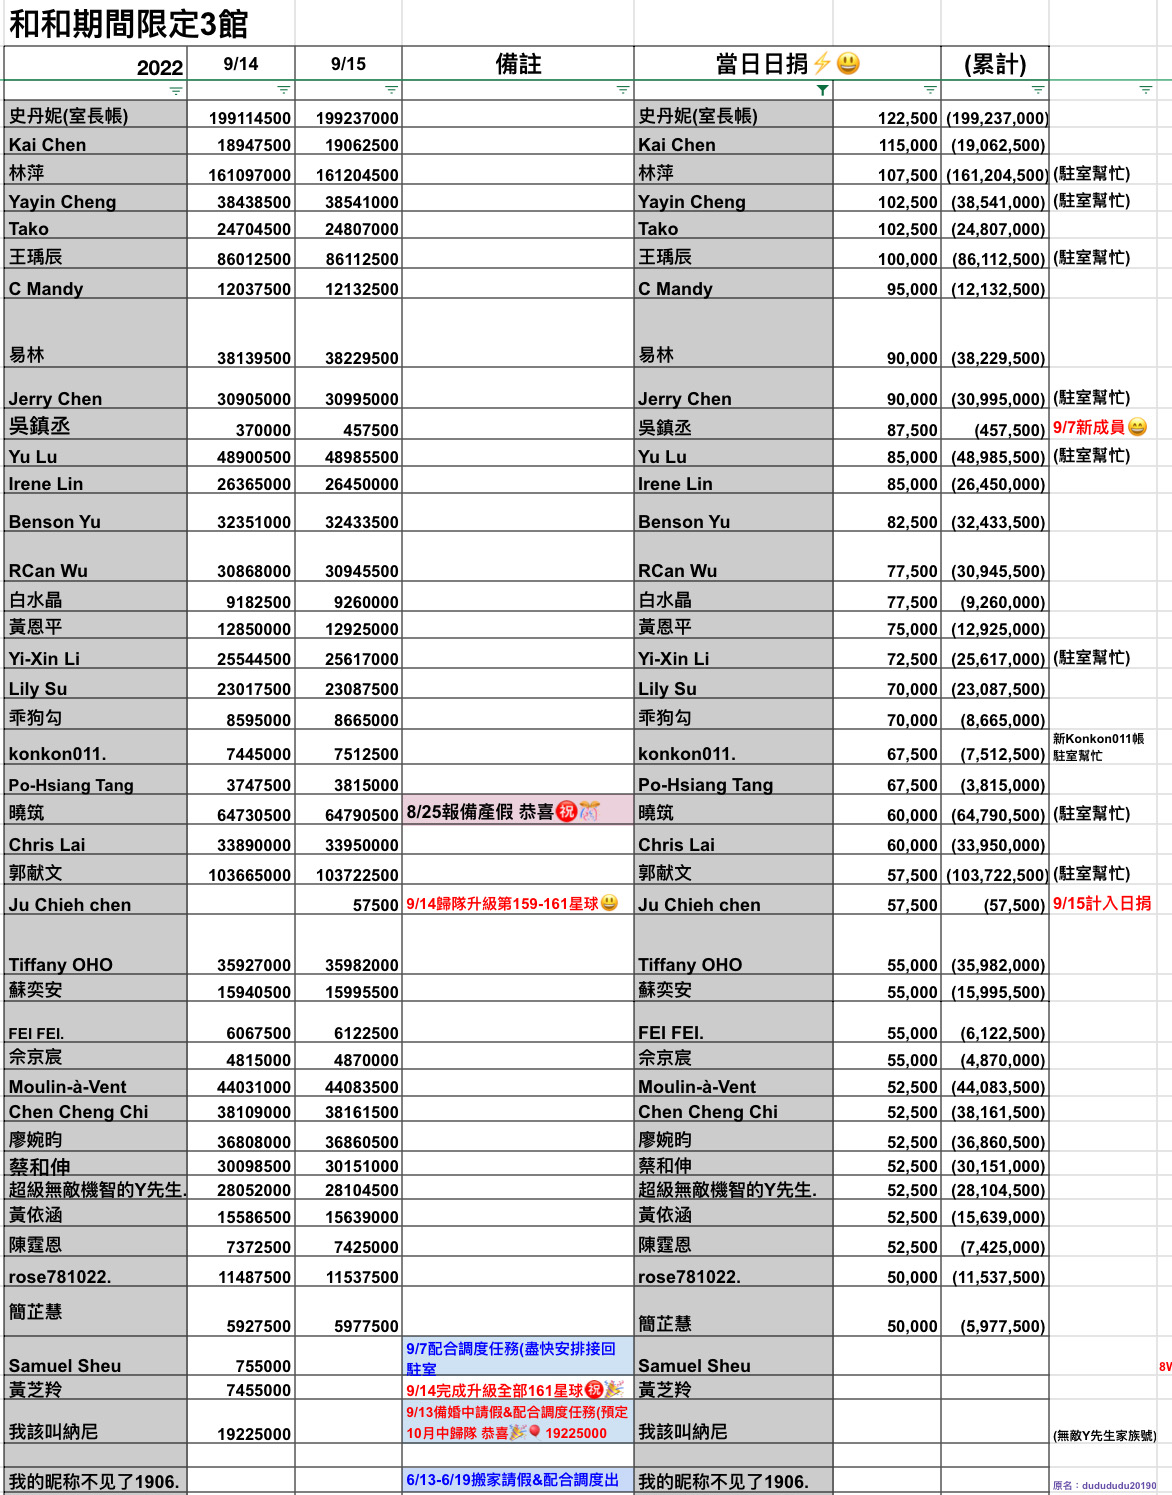 和和期間限定3館
2022 9/14 9/15 備註 當日日捐⚡😃 (累計)
史丹妮(室長帳) 199114500 199237000 史丹妮(室長帳) 122,500 (199,237,000)
Kai Chen 18947500 19062500 Kai Chen 115,000 (19,062,500)
林萍 161097000 161204500 林萍 107,500 (161,204,500) (駐室幫忙)
Yayin Cheng 38438500 38541000 Yayin Cheng 102,500 (38,541,000) (駐室幫忙)
Tako 24704500 24807000 Tako 102,500 (24,807,000)
王瑀辰 86012500 86112500 王瑀辰 100,000 (86,112,500) (駐室幫忙)
C Mandy 12037500 12132500 C Mandy 95,000 (12,132,500)
易林 38139500 38229500 易林 90,000 (38,229,500)
Jerry Chen 30905000 30995000 Jerry Chen 90,000 (30,995,000) (駐室幫忙)
吳鎮丞 370000 457500 吳鎮丞 87,500 (457,500) 9/7新成員😄
Yu Lu 48900500 48985500 Yu Lu 85,000 (48,985,500) (駐室幫忙)
Irene Lin 26365000 26450000 Irene Lin 85,000 (26,450,000)
Benson Yu 32351000 32433500 Benson Yu 82,500 (32,433,500)
RCan Wu 30868000 30945500 RCan Wu 77,500 (30,945,500)
白水晶 9182500 9260000 白水晶 77,500 (9,260,000)
黃恩平 12850000 12925000 黃恩平 75,000 (12,925,000)
Yi-Xin Li 25544500 25617000 Yi-Xin Li 72,500 (25,617,000) (駐室幫忙)
Lily Su 23017500 23087500 Lily Su 70,000 (23,087,500)
乖狗勾 8595000 8665000 乖狗勾 70,000 (8,665,000)
konkon011. 7445000 7512500 konkon011. 67,500 (7,512,500) 新Konkon011帳
駐室幫忙
Po-Hsiang Tang 3747500 3815000 Po-Hsiang Tang 67,500 (3,815,000)
曉筑 64730500 64790500 8/25報備產假 恭喜㊗️🎊 曉筑 60,000 (64,790,500) (駐室幫忙)
Chris Lai 33890000 33950000 Chris Lai 60,000 (33,950,000)
郭献文 103665000 103722500 郭献文 57,500 (103,722,500) (駐室幫忙)
Ju Chieh chen 57500 9/14歸隊升級第159-161星球😃 Ju Chieh chen 57,500 (57,500) 9/15計入日捐
Tiffany OHO 35927000 35982000 Tiffany OHO 55,000 (35,982,000)
蘇奕安 15940500 15995500 蘇奕安 55,000 (15,995,500)
FEI FEI. 6067500 6122500 FEI FEI. 55,000 (6,122,500)
佘京宸 4815000 4870000 佘京宸 55,000 (4,870,000)
Moulin-à-Vent 44031000 44083500 Moulin-à-Vent 52,500 (44,083,500)
Chen Cheng Chi 38109000 38161500 Chen Cheng Chi 52,500 (38,161,500)
廖婉昀 36808000 36860500 廖婉昀 52,500 (36,860,500)
蔡和伸 30098500 30151000 蔡和伸 52,500 (30,151,000)
超級無敵機智的Y先生. 28052000 28104500 超級無敵機智的Y先生. 52,500 (28,104,500)
黃依涵 15586500 15639000 黃依涵 52,500 (15,639,000)
陳霆恩 7372500 7425000 陳霆恩 52,500 (7,425,000)
rose781022. 11487500 11537500 rose781022. 50,000 (11,537,500)
簡芷慧 5927500 5977500 簡芷慧 50,000 (5,977,500)
9/7配合調度任務(盡快安排接回
駐室
Samuel Sheu 755000 Samuel Sheu 8W
黃芝羚 7455000 9/14完成升級全部161星球㊗️🎉 黃芝羚
9/13備婚中請假&配合調度任務(預定
10月中歸隊 恭喜🎉🎈 19225000
我該叫納尼 19225000 我該叫納尼 (無敵Y先生家族號)
我的昵称不见了1906. 6/13-6/19搬家請假&配合調度出 我的昵称不见了1906. 原名：dudududu20190